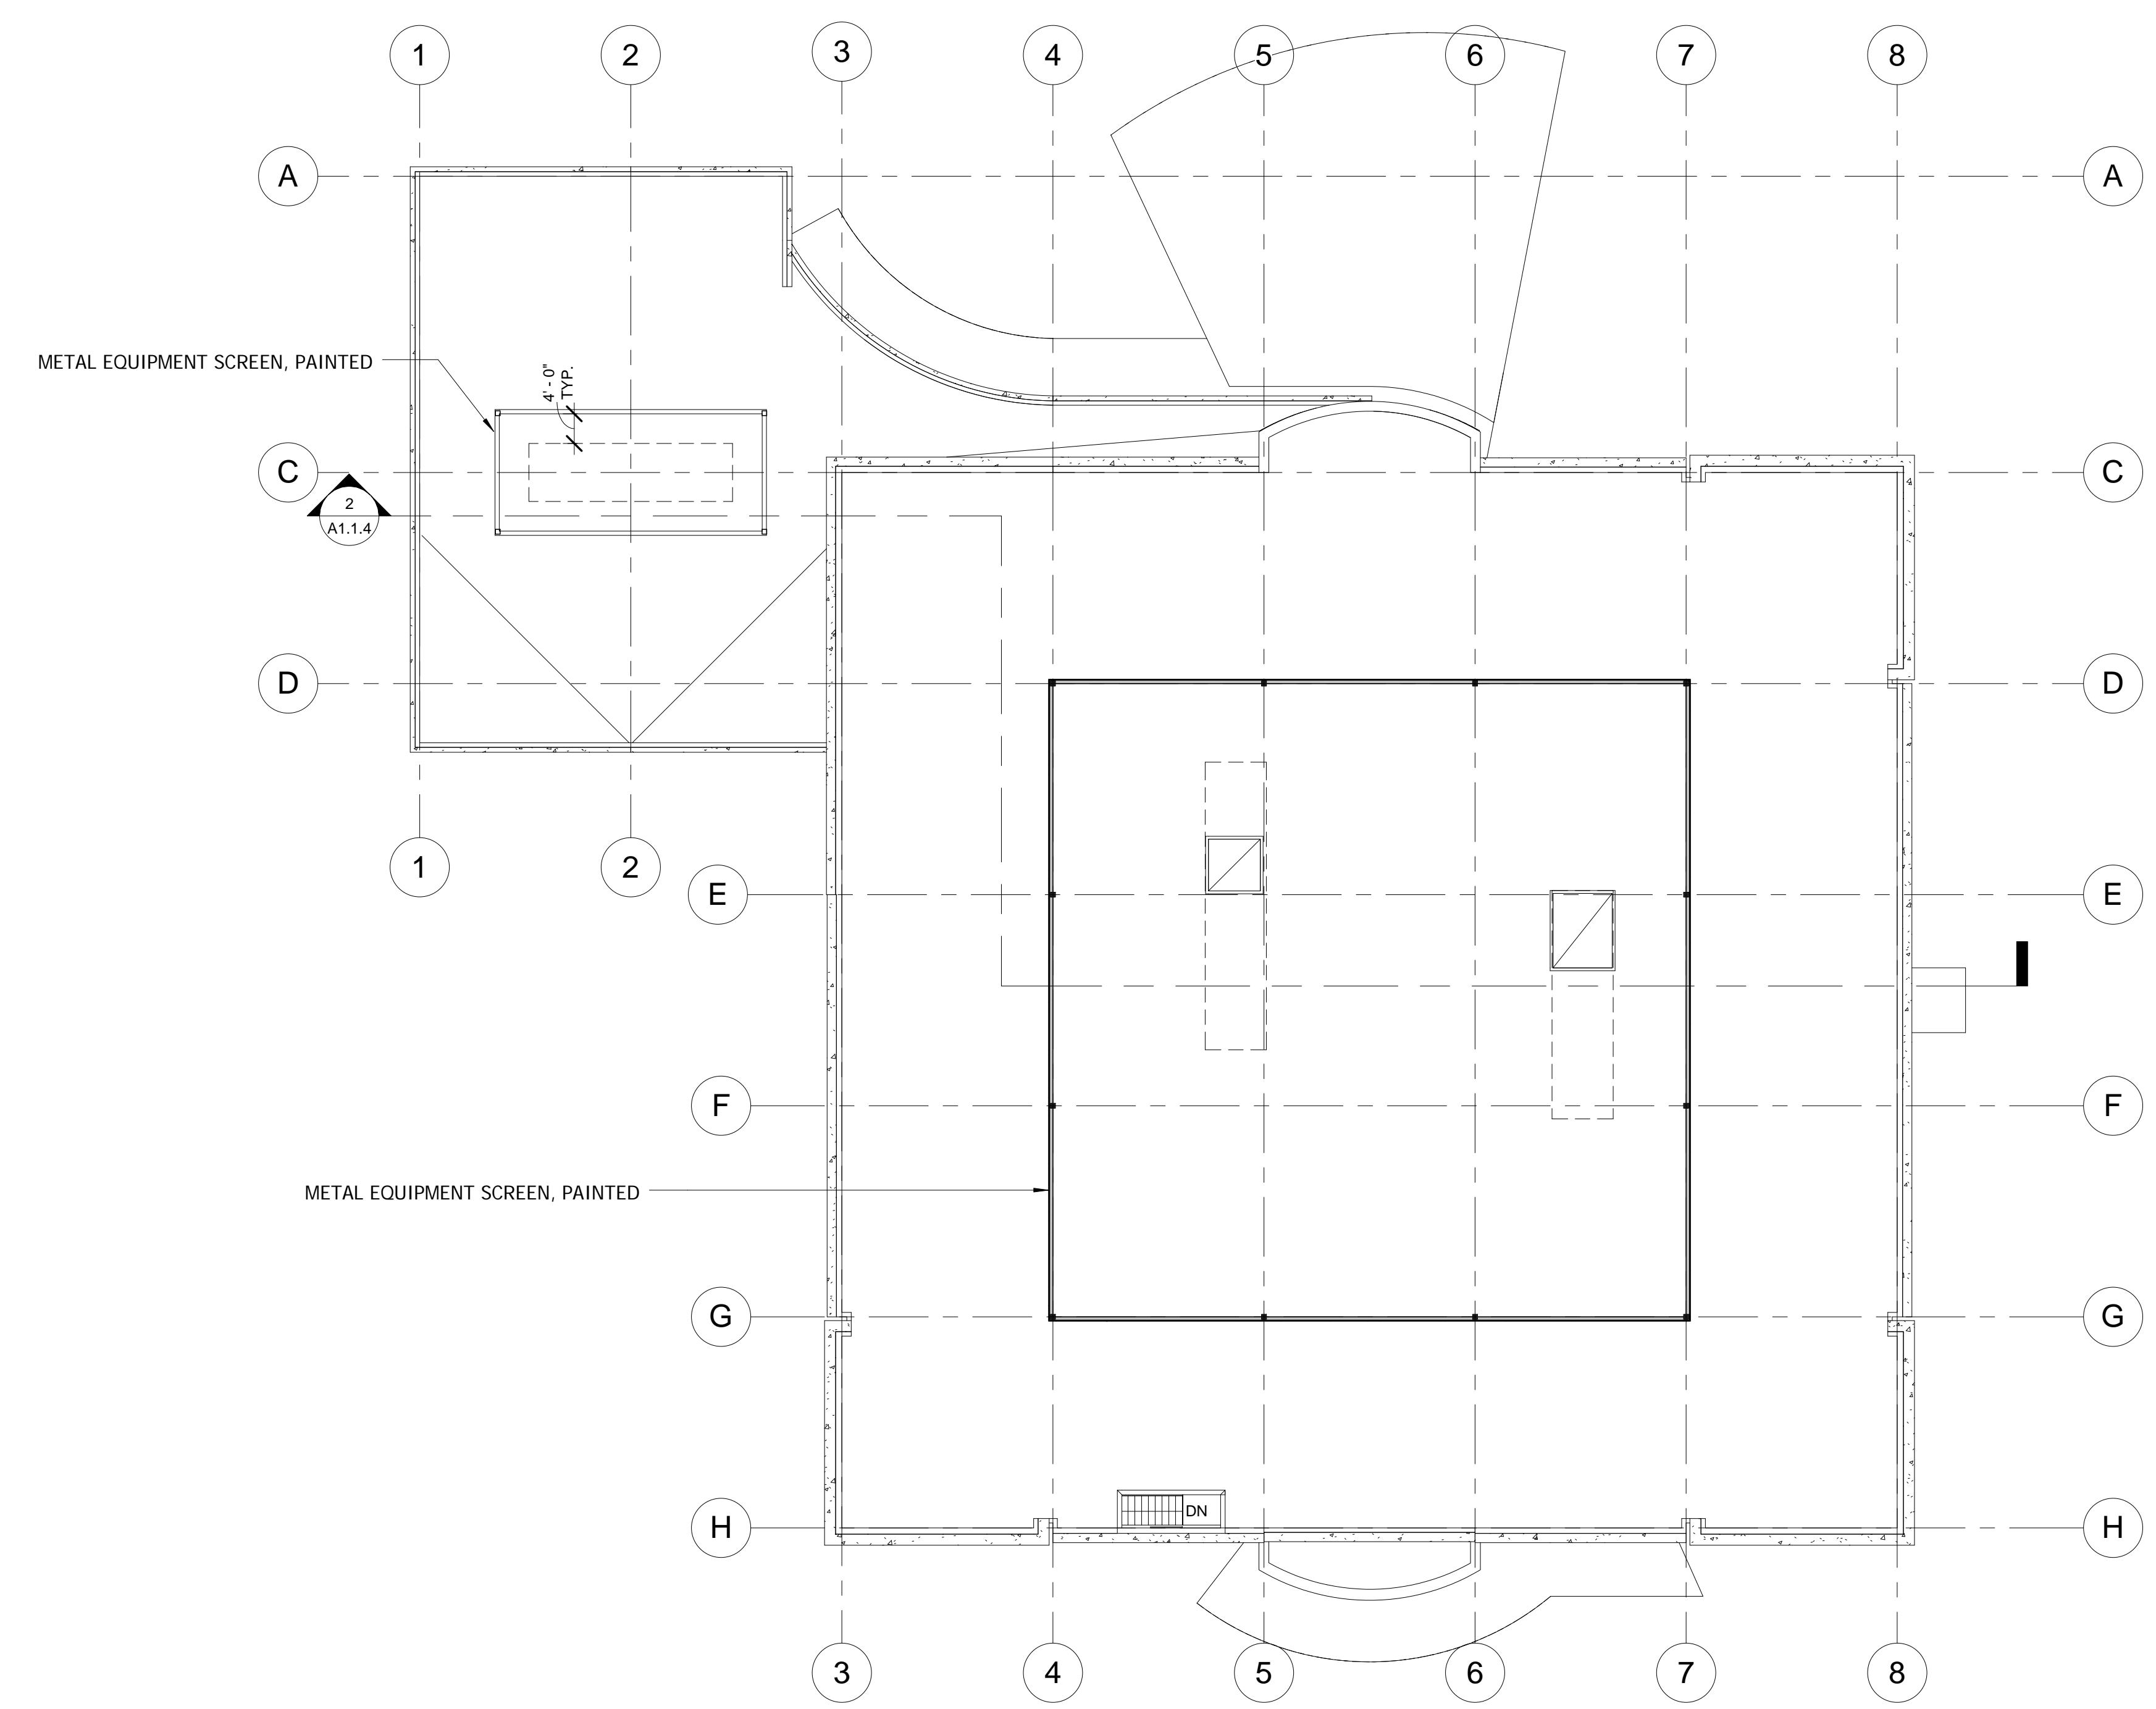 1 2 3 4 5 6 7 8
A A
METAL EQUIPMENT SCREEN, PAINTED
4' - 0"
TYP.
C C
2
A1.1.4
D D
1 2
E E
F F
METAL EQUIPMENT SCREEN, PAINTED
G G
DN
H H
3 4 5 6 7 8